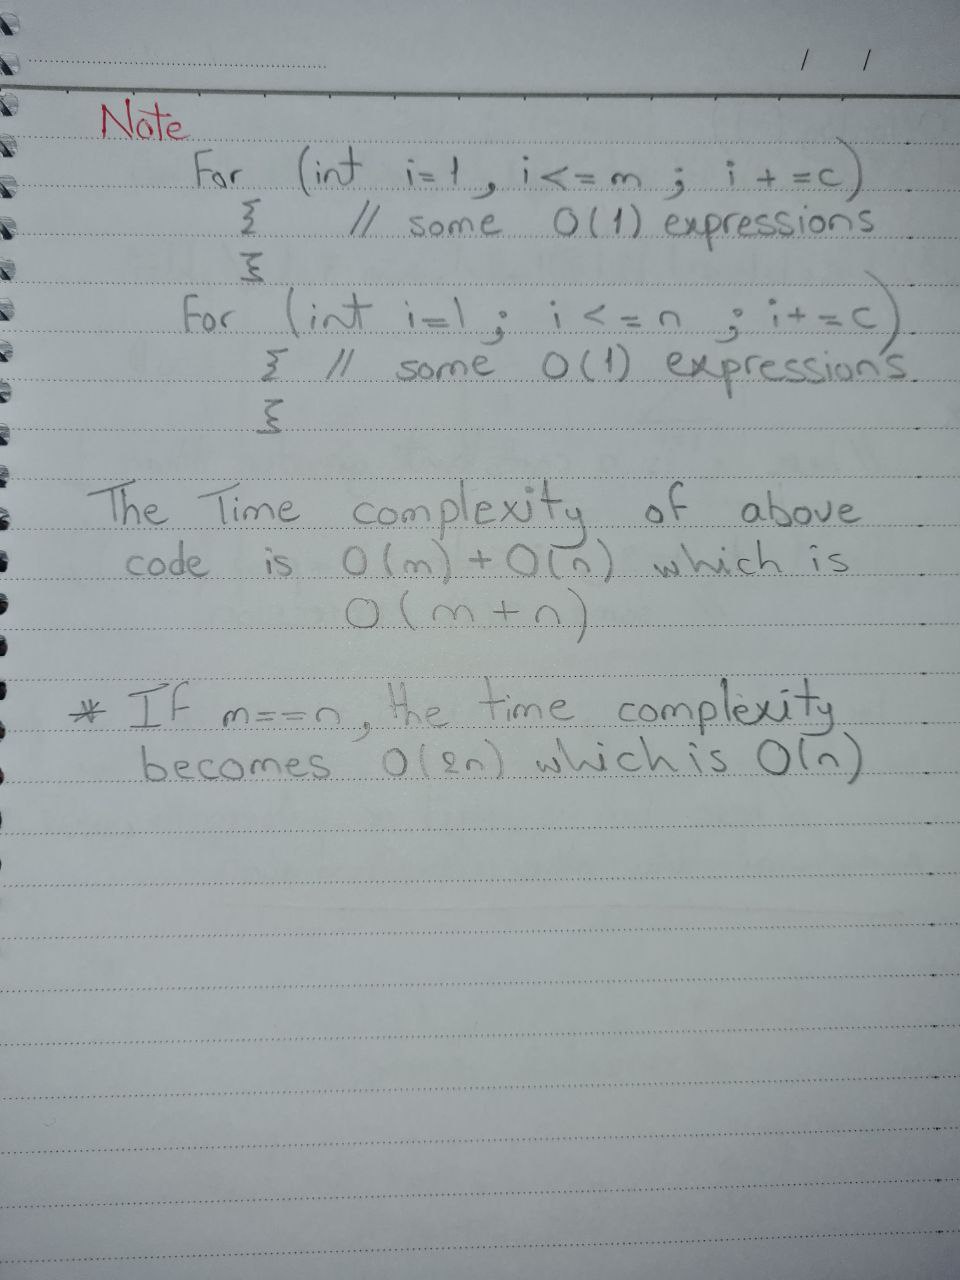 / /
Note
For (int i=1, i<=m ; i +=c)
{ // some O(1) expressions
}
For (int i=1; i<=n ; i+=c)
{ // some O(1) expressions.
}
The Time complexity of above
code is O(m)+O(n) which is
O(m+n)
* If m==n, the time complexity
becomes O(2n) which is O(n)